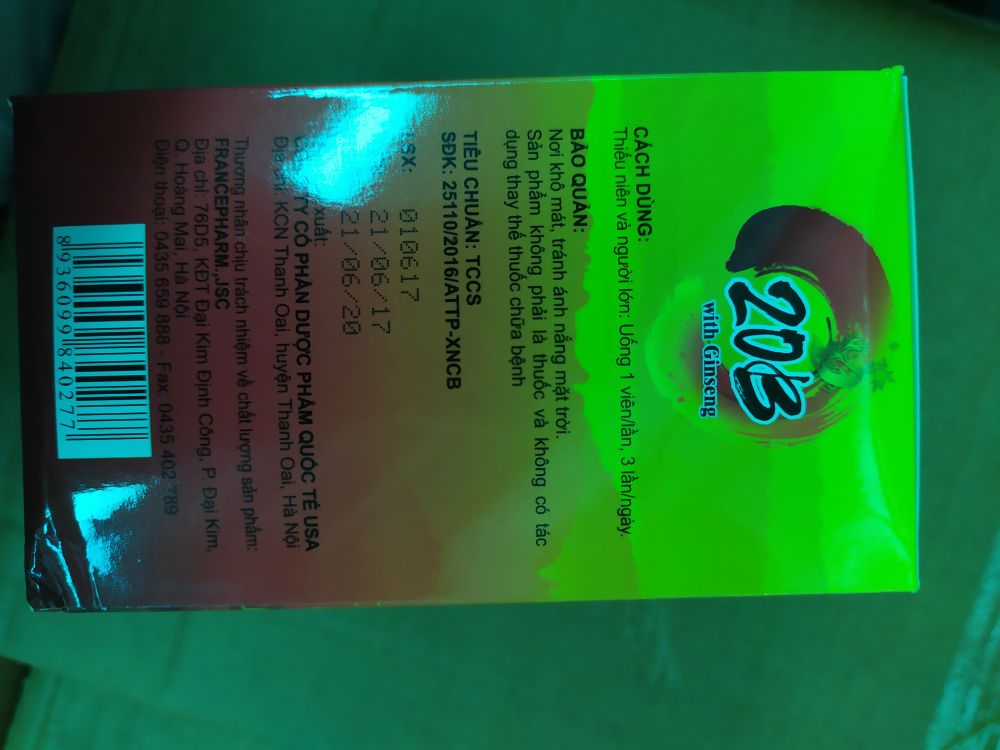 20B
with Ginseng
CÁCH DÙNG:
Thiếu niên và người lớn: Uống 1 viên/lần, 3 lần/ngày.
BẢO QUẢN:
Nơi khô mát, tránh ánh nắng mặt trời.
Sản phẩm không phải là thuốc và không có tác
dụng thay thế thuốc chữa bệnh
TIÊU CHUẨN: TCCS
SĐK: 25110/2016/ATTP-XNCB
SX: 010617
21/06/17
21/06/20
xuất:
TY CỔ PHẦN DƯỢC PHẨM QUỐC TẾ USA
Địa chỉ: KCN Thanh Oai, huyện Thanh Oai, Hà Nội
Thương nhân chịu trách nhiệm về chất lượng sản phẩm:
FRANCEPHARM.,JSC
Địa chỉ: 76D5, KĐT Đại Kim Định Công, P. Đại Kim,
Q. Hoàng Mai, Hà Nội
Điện thoại: 0435 659 888 - Fax: 0435 402 789
8 936099 840277